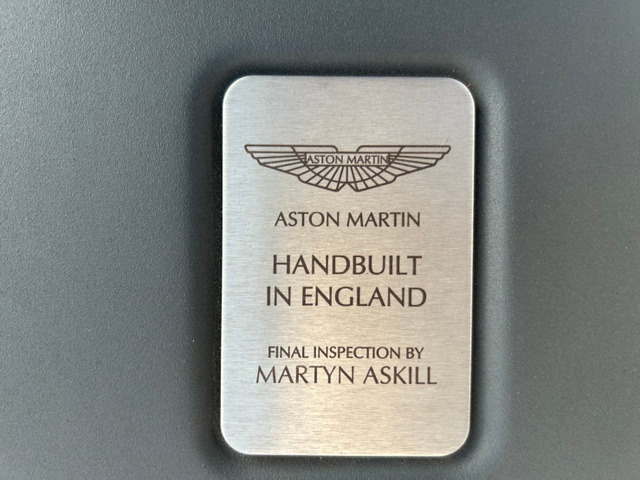 ASTON MARTIN
ASTON MARTIN
HANDBUILT
IN ENGLAND
FINAL INSPECTION BY
MARTYN ASKILL